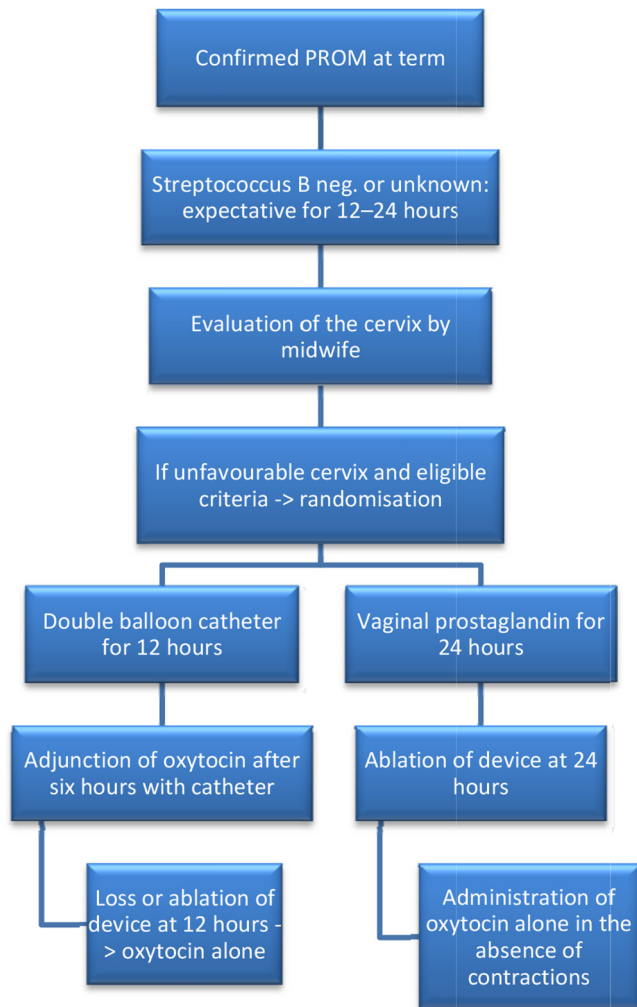 Confirmed PROM at term
Streptococcus B neg. or unknown:
expectative for 12–24 hours
Evaluation of the cervix by
midwife
If unfavourable cervix and eligible
criteria -> randomisation
Double balloon catheter
for 12 hours
Vaginal prostaglandin for
24 hours
Adjunction of oxytocin after
six hours with catheter
Ablation of device at 24
hours
Loss or ablation of
device at 12 hours -
> oxytocin alone
Administration of
oxytocin alone in the
absence of
contractions